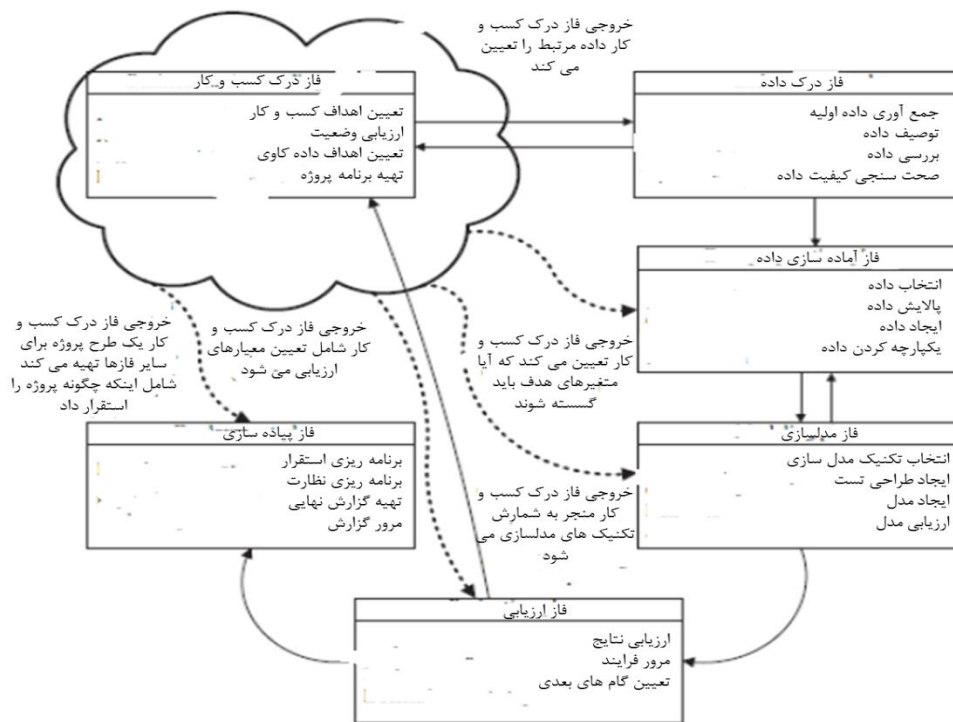 خروجی فاز درک کسب و
کار داده مرتبط را تعیین
می کند
فاز درک داده
جمع آوری داده اولیه
توصیف داده
بررسی داده
صحت سنجی کیفیت داده
فاز درک کسب و کار
تعیین اهداف کسب و کار
ارزیابی وضعیت
تعیین اهداف داده کاوی
تهیه برنامه پروژه
فاز آماده سازی داده
انتخاب داده
پالایش داده
ایجاد داده
یکپارچه کردن داده
خروجی فاز درک کسب و
کار تعیین می کند که آیا
متغیرهای هدف باید
گسسته شوند
خروجی فاز درک کسب و
کار شامل تعیین معیارهای
ارزیابی می شود
خروجی فاز درک کسب و
کار یک طرح پروژه برای
سایر فازها تهیه می کند
شامل اینکه چگونه پروژه را
استقرار داد
فاز مدلسازی
انتخاب تکنیک مدل سازی
ایجاد طراحی تست
ایجاد مدل
ارزیابی مدل
خروجی فاز درک کسب و
کار منجر به شمارش
تکنیک های مدلسازی می
شود
فاز پیاده سازی
برنامه ریزی استقرار
برنامه ریزی نظارت
تهیه گزارش نهایی
مرور گزارش
فاز ارزیابی
ارزیابی نتایج
مرور فرایند
تعیین گام های بعدی